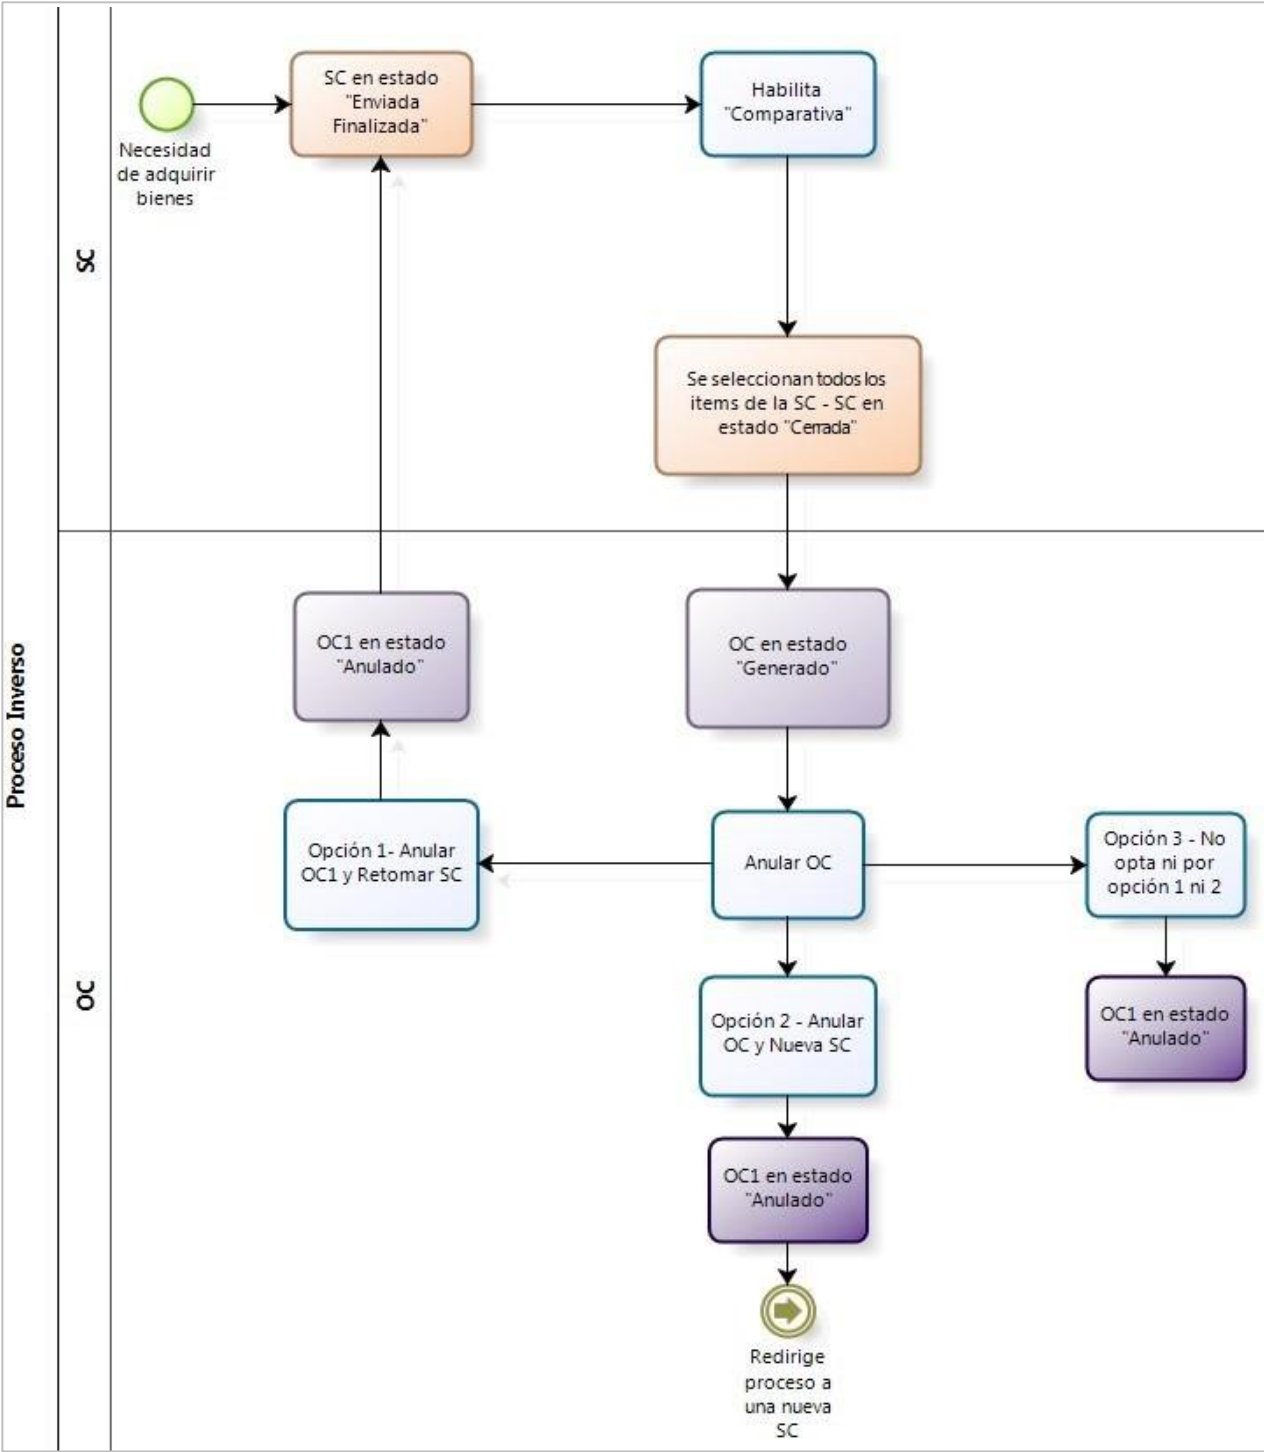 Proceso Inverso
SC
Necesidad
de adquirir
bienes
SC en estado
"Enviada
Finalizada"
Habilita
"Comparativa"
Se seleccionan todos los
items de la SC - SC en
estado "Cerrada"
OC
OC1 en estado
"Anulado"
OC en estado
"Generado"
Opción 1- Anular
OC1 y Retomar SC
Anular OC
Opción 3 - No
opta ni por
opción 1 ni 2
Opción 2 - Anular
OC y Nueva SC
OC1 en estado
"Anulado"
OC1 en estado
"Anulado"
Redirige
proceso a
una nueva
SC